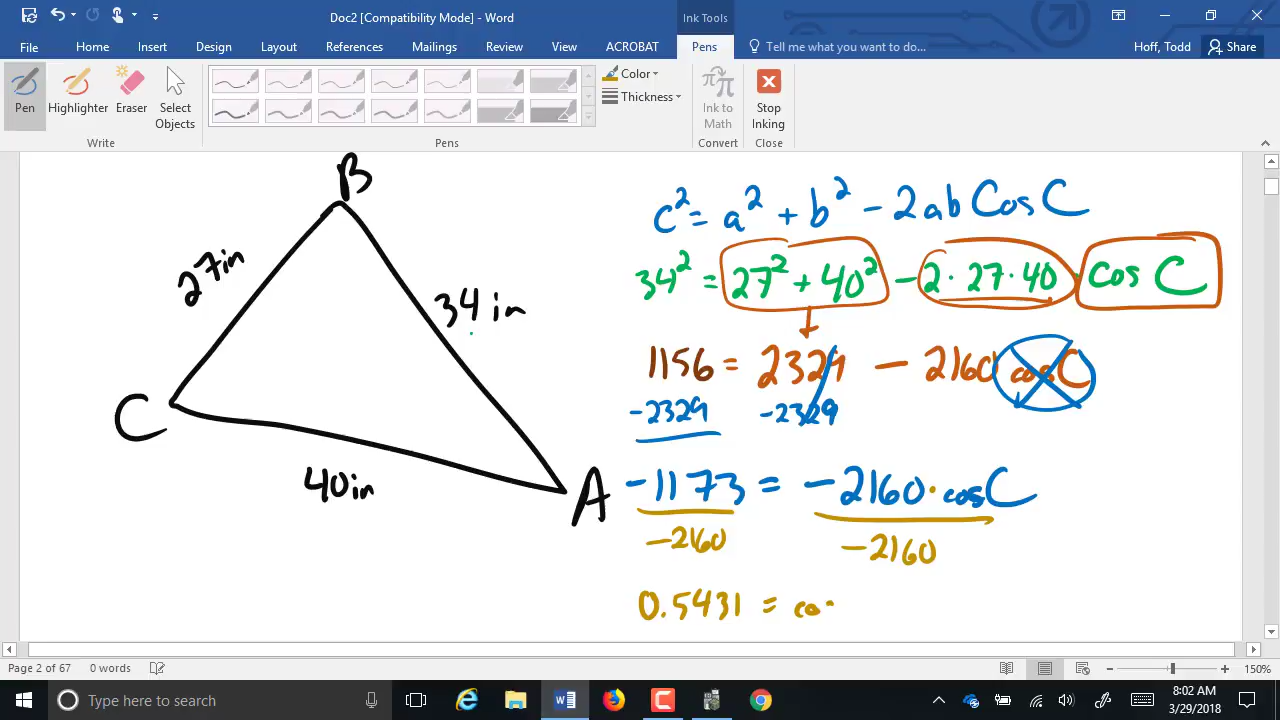 Doc2 [Compatibility Mode] - Word
Ink Tools
File Home Insert Design Layout References Mailings Review View ACROBAT Pens Tell me what you want to do... Hoff, Todd Share
Pen Highlighter Eraser Select Objects
Color
Thickness
Ink to Math
Stop Inking
Write Pens Convert Close
B
27in
34 in
C
40in
A
c² = a² + b² - 2ab Cos C
34² = 27² + 40² - 2 · 27 · 40 · cos C
1156 = 2329 - 2160 cos C
-2329 -2329
-1173 = -2160 · cos C
-2160 -2160
0.5431 = co
Page 2 of 67 0 words 150%
Type here to search
8:02 AM
3/29/2018